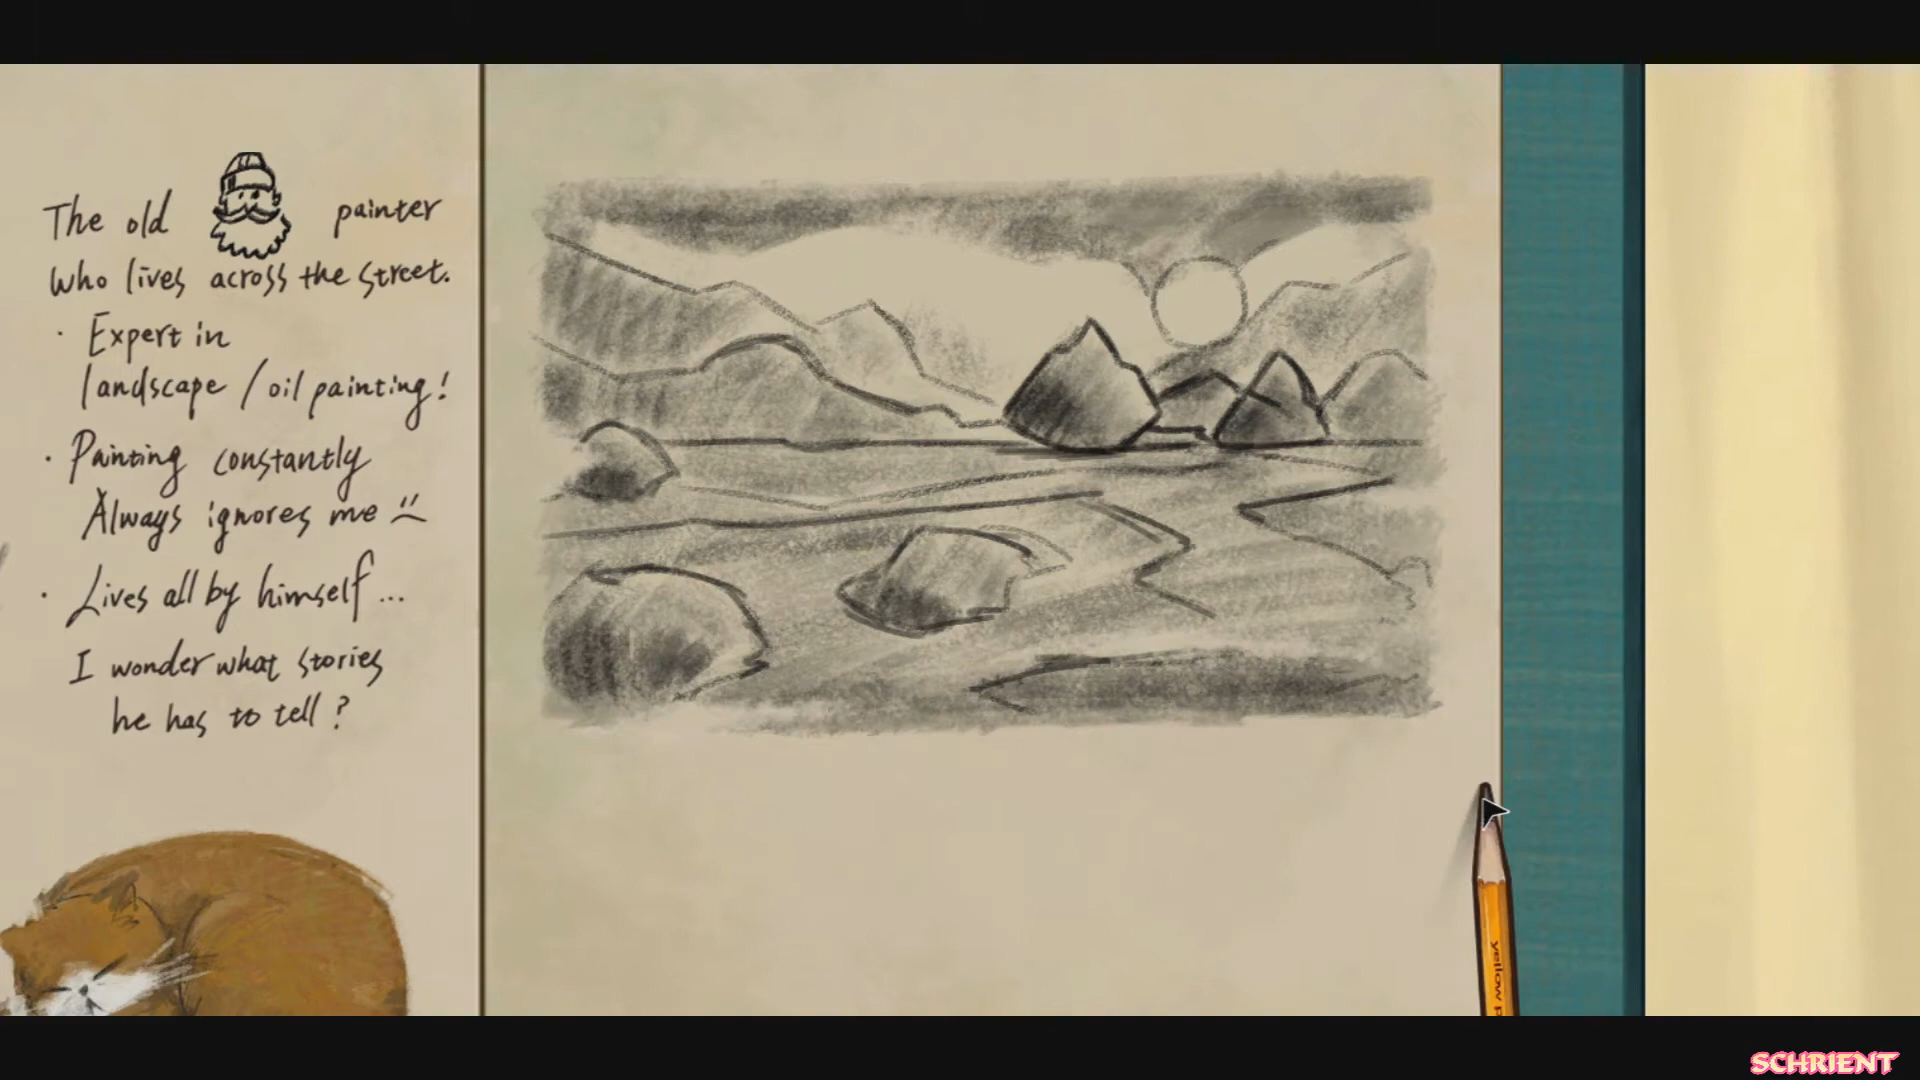 The old painter
who lives across the street.
· Expert in
landscape / oil painting!
· Painting constantly
Always ignores me
· Lives all by himself...
I wonder what stories
he has to tell?
yellow p
SCHRIENT